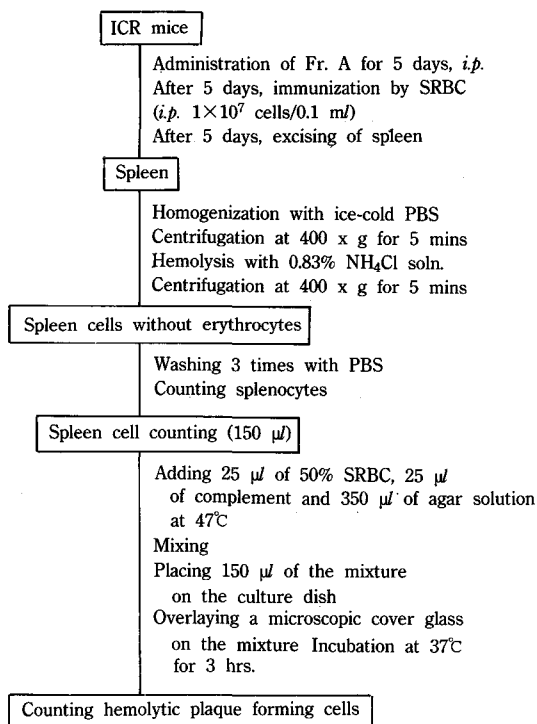 ICR mice
Administration of Fr. A for 5 days, i.p.
After 5 days, immunization by SRBC
(i.p. 1×10⁷ cells/0.1 ml)
After 5 days, excising of spleen
Spleen
Homogenization with ice-cold PBS
Centrifugation at 400 x g for 5 mins
Hemolysis with 0.83% NH₄Cl soln.
Centrifugation at 400 x g for 5 mins
Spleen cells without erythrocytes
Washing 3 times with PBS
Counting splenocytes
Spleen cell counting (150 μl)
Adding 25 μl of 50% SRBC, 25 μl
of complement and 350 μl of agar solution
at 47℃
Mixing
Placing 150 μl of the mixture
on the culture dish
Overlaying a microscopic cover glass
on the mixture Incubation at 37℃
for 3 hrs.
Counting hemolytic plaque forming cells